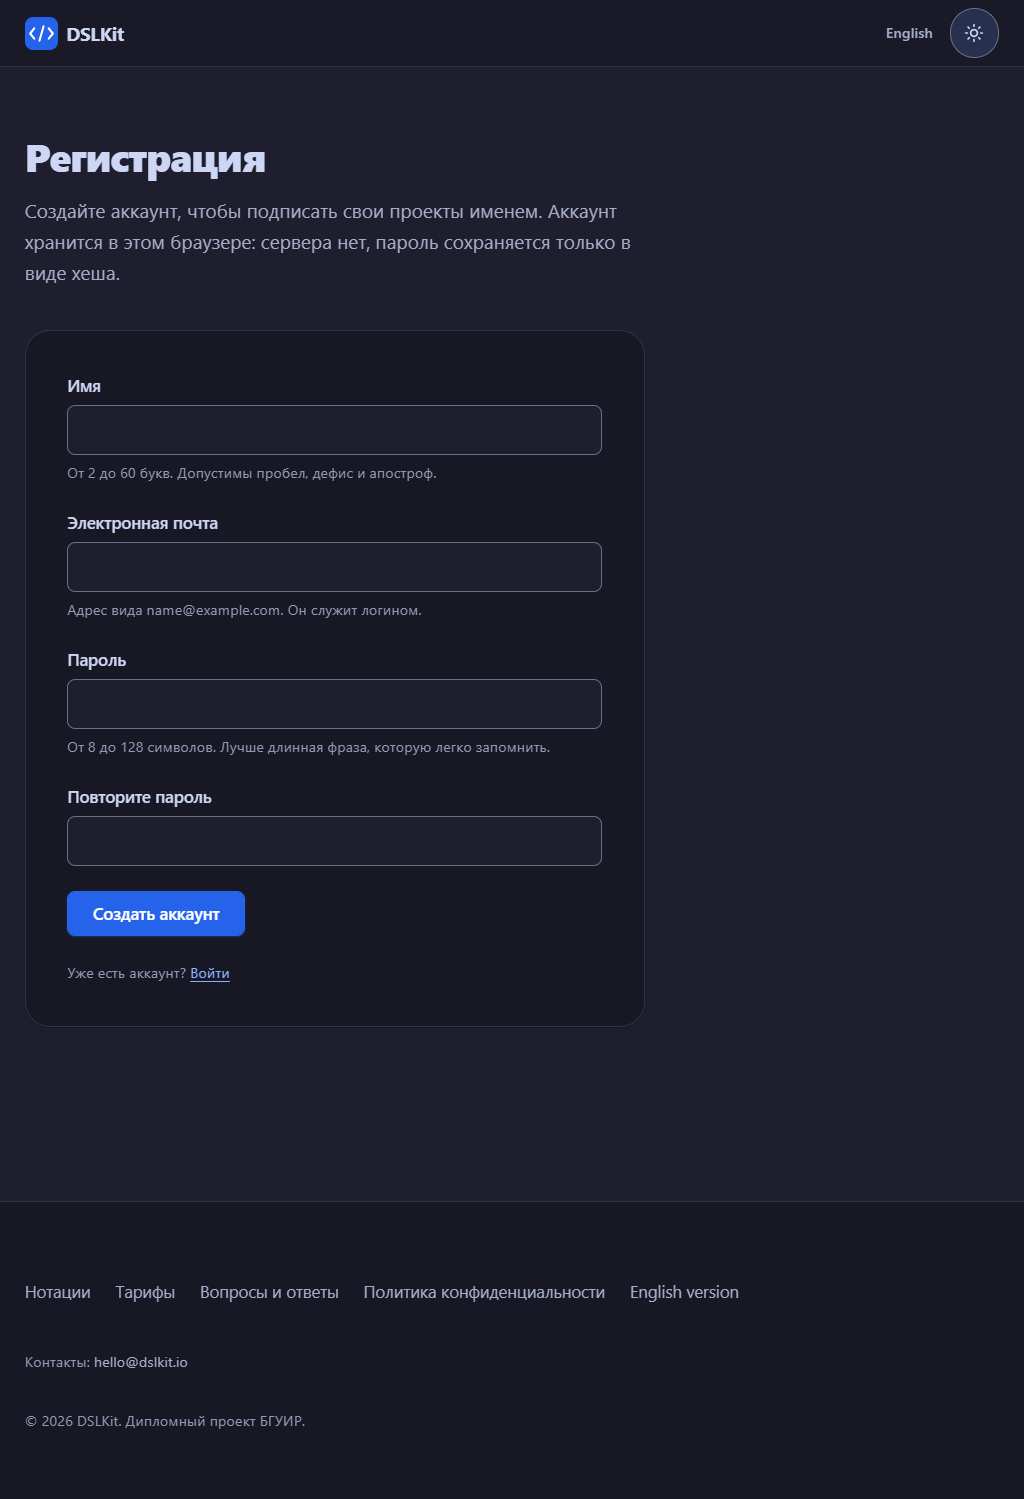 DSLKit
English
Регистрация
Создайте аккаунт, чтобы подписать свои проекты именем. Аккаунт
хранится в этом браузере: сервера нет, пароль сохраняется только в
виде хеша.
Имя
От 2 до 60 букв. Допустимы пробел, дефис и апостроф.
Электронная почта
Адрес вида name@example.com. Он служит логином.
Пароль
От 8 до 128 символов. Лучше длинная фраза, которую легко запомнить.
Повторите пароль
Создать аккаунт
Уже есть аккаунт? Войти
Нотации Тарифы Вопросы и ответы Политика конфиденциальности English version
Контакты: hello@dslkit.io
© 2026 DSLKit. Дипломный проект БГУИР.